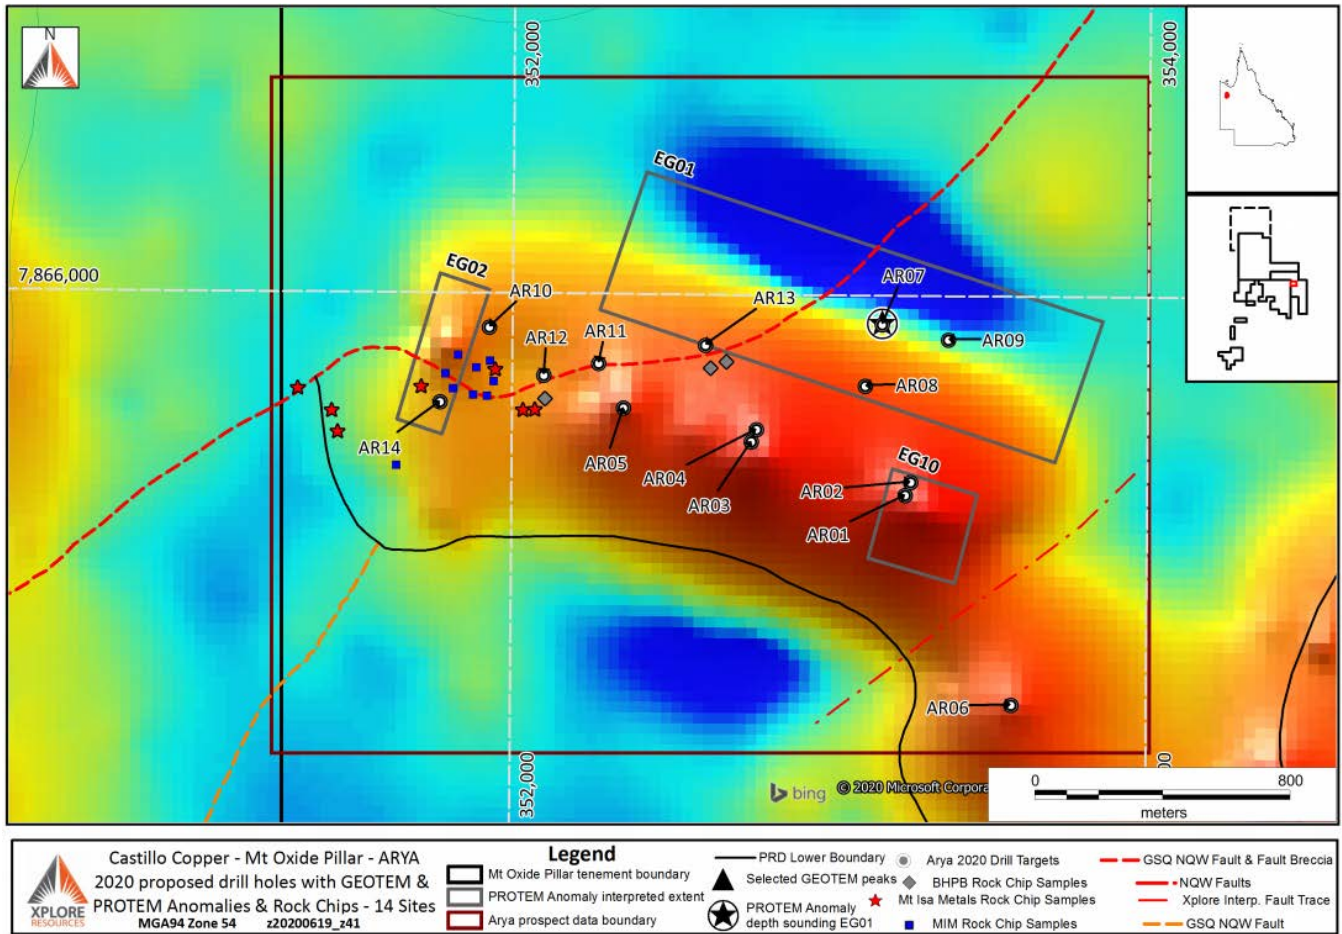 N
352,000
354,000
EG01
7,866,000
EG02
AR07
AR10
AR13
AR11
AR12
AR09
AR08
AR14
AR05
AR04
EG10
AR03
AR02
AR01
AR06
352,000
bing © 2020 Microsoft Corpora
0 800
meters
XPLORE
RESOURCES
Castillo Copper - Mt Oxide Pillar - ARYA
2020 proposed drill holes with GEOTEM &
PROTEM Anomalies & Rock Chips - 14 Sites
MGA94 Zone 54 z20200619_z41
Legend
Mt Oxide Pillar tenement boundary
PROTEM Anomaly interpreted extent
Arya prospect data boundary
PRD Lower Boundary
Selected GEOTEM peaks
PROTEM Anomaly
depth sounding EG01
Arya 2020 Drill Targets
BHPB Rock Chip Samples
Mt Isa Metals Rock Chip Samples
MIM Rock Chip Samples
GSQ NQW Fault & Fault Breccia
NQW Faults
Xplore Interp. Fault Trace
GSQ NQW Fault